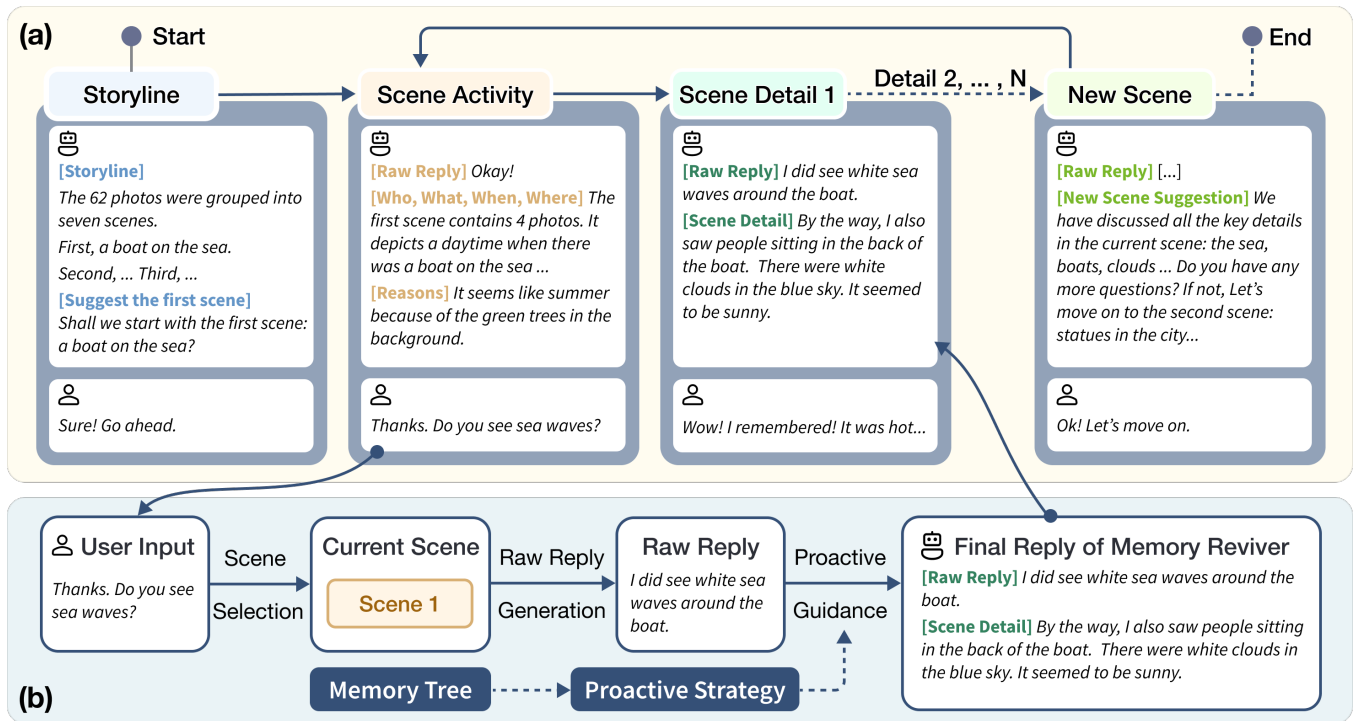 (a)
Start
End
Storyline
Scene Activity
Scene Detail 1
Detail 2, ... , N
New Scene
[Storyline]
The 62 photos were grouped into
seven scenes.
First, a boat on the sea.
Second, ... Third, ...
[Suggest the first scene]
Shall we start with the first scene:
a boat on the sea?
Sure! Go ahead.
[Raw Reply] Okay!
[Who, What, When, Where] The
first scene contains 4 photos. It
depicts a daytime when there
was a boat on the sea ...
[Reasons] It seems like summer
because of the green trees in the
background.
Thanks. Do you see sea waves?
[Raw Reply] I did see white sea
waves around the boat.
[Scene Detail] By the way, I also
saw people sitting in the back of
the boat. There were white
clouds in the blue sky. It seemed
to be sunny.
Wow! I remembered! It was hot...
[Raw Reply] [...]
[New Scene Suggestion] We
have discussed all the key details
in the current scene: the sea,
boats, clouds ... Do you have any
more questions? If not, Let's
move on to the second scene:
statues in the city...
Ok! Let's move on.
(b)
User Input
Thanks. Do you see
sea waves?
Scene
Selection
Current Scene
Scene 1
Raw Reply
Generation
Raw Reply
I did see white sea
waves around the
boat.
Proactive
Guidance
Final Reply of Memory Reviver
[Raw Reply] I did see white sea waves around the
boat.
[Scene Detail] By the way, I also saw people sitting
in the back of the boat. There were white clouds in
the blue sky. It seemed to be sunny.
Memory Tree
Proactive Strategy